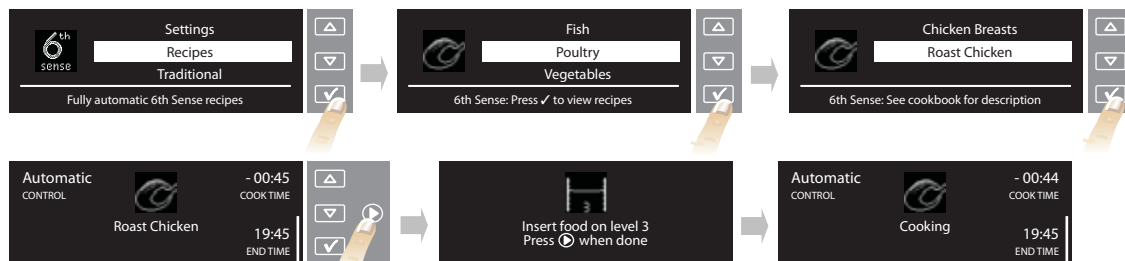 6th
sense
Settings
Recipes
Traditional
Fully automatic 6th Sense recipes
Fish
Poultry
Vegetables
6th Sense: Press ✓ to view recipes
Chicken Breasts
Roast Chicken
6th Sense: See cookbook for description
Automatic
CONTROL
- 00:45
COOK TIME
Roast Chicken
19:45
END TIME
3
Insert food on level 3
Press ▶ when done
Automatic
CONTROL
- 00:44
COOK TIME
Cooking
19:45
END TIME